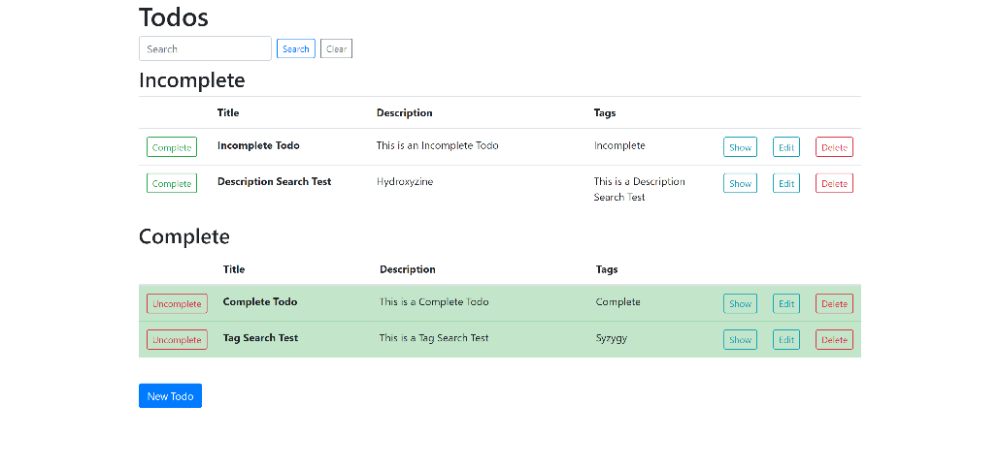 Todos
Search Search Clear
Incomplete
Title Description Tags
Complete Incomplete Todo This is an Incomplete Todo Incomplete Show Edit Delete
Complete Description Search Test Hydroxyzine This is a Description Show Edit Delete
Search Test
Complete
Title Description Tags
Uncomplete Complete Todo This is a Complete Todo Complete Show Edit Delete
Uncomplete Tag Search Test This is a Tag Search Test Syzygy Show Edit Delete
New Todo